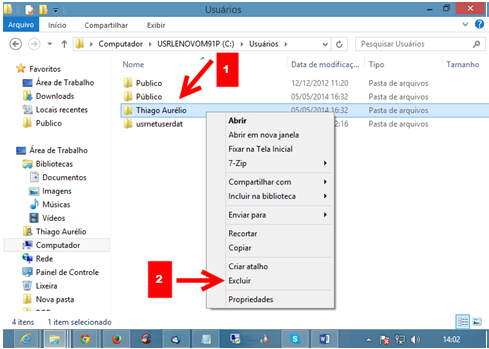 Usuários
Arquivo Início Compartilhar Exibir
Computador USRLENOVOM91P (C:) Usuários Pesquisar Usuários
Nome Data de modificaç... Tipo Tamanho
Publico 12/12/2012 11:20 Pasta de arquivos
Público 05/05/2014 16:32 Pasta de arquivos
Thiago Aurélio 05/05/2014 16:32 Pasta de arquivos
usrnetuserdat 2:16 Pasta de arquivos
1
Favoritos
Área de Trabalho
Downloads
Locais recentes
Publico
Área de Trabalho
Bibliotecas
Documentos
Imagens
Músicas
Vídeos
Thiago Aurélio
Computador
Rede
Painel de Controle
Lixeira
Nova pasta
Abrir
Abrir em nova janela
Fixar na Tela Inicial
7-Zip
Compartilhar com
Incluir na biblioteca
Enviar para
Recortar
Copiar
Criar atalho
Excluir
Propriedades
2
4 itens 1 item selecionado
14:02